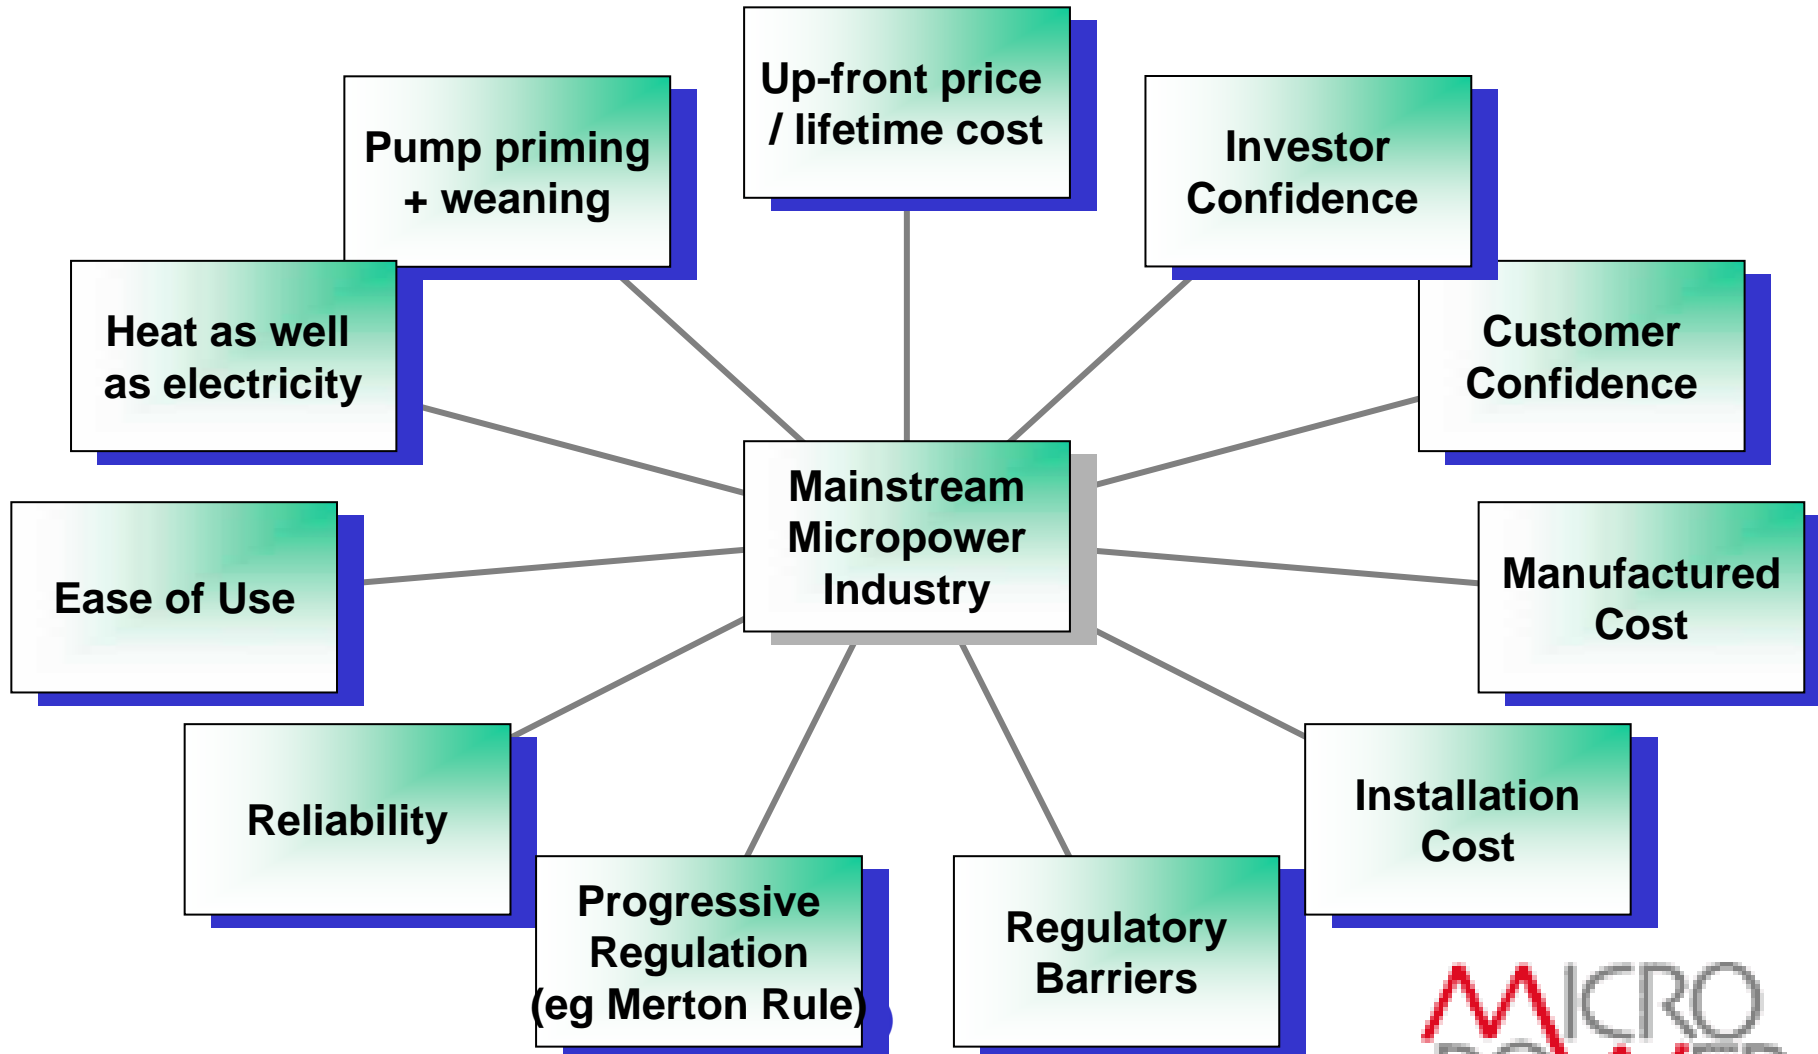 Up-front price
/ lifetime cost
Pump priming
+ weaning
Investor
Confidence
Heat as well
as electricity
Customer
Confidence
Mainstream
Micropower
Industry
Ease of Use
Manufactured
Cost
Reliability
Installation
Cost
Progressive
Regulation
(eg Merton Rule)
Regulatory
Barriers
MICRO
POWER